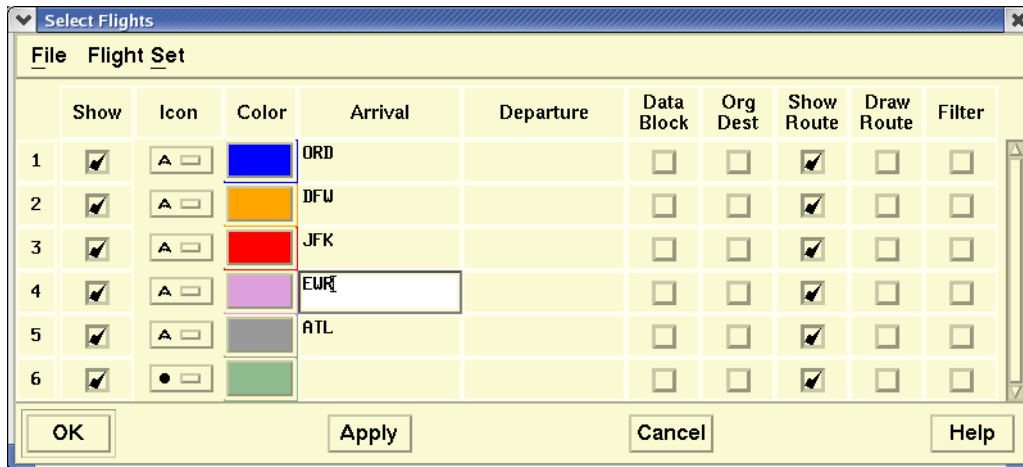 Select Flights
File Flight Set
Show Icon Color Arrival Departure Data Block Org Dest Show Route Draw Route Filter
1 A ORD
2 A DFW
3 A JFK
4 A EWR
5 A ATL
6
OK Apply Cancel Help